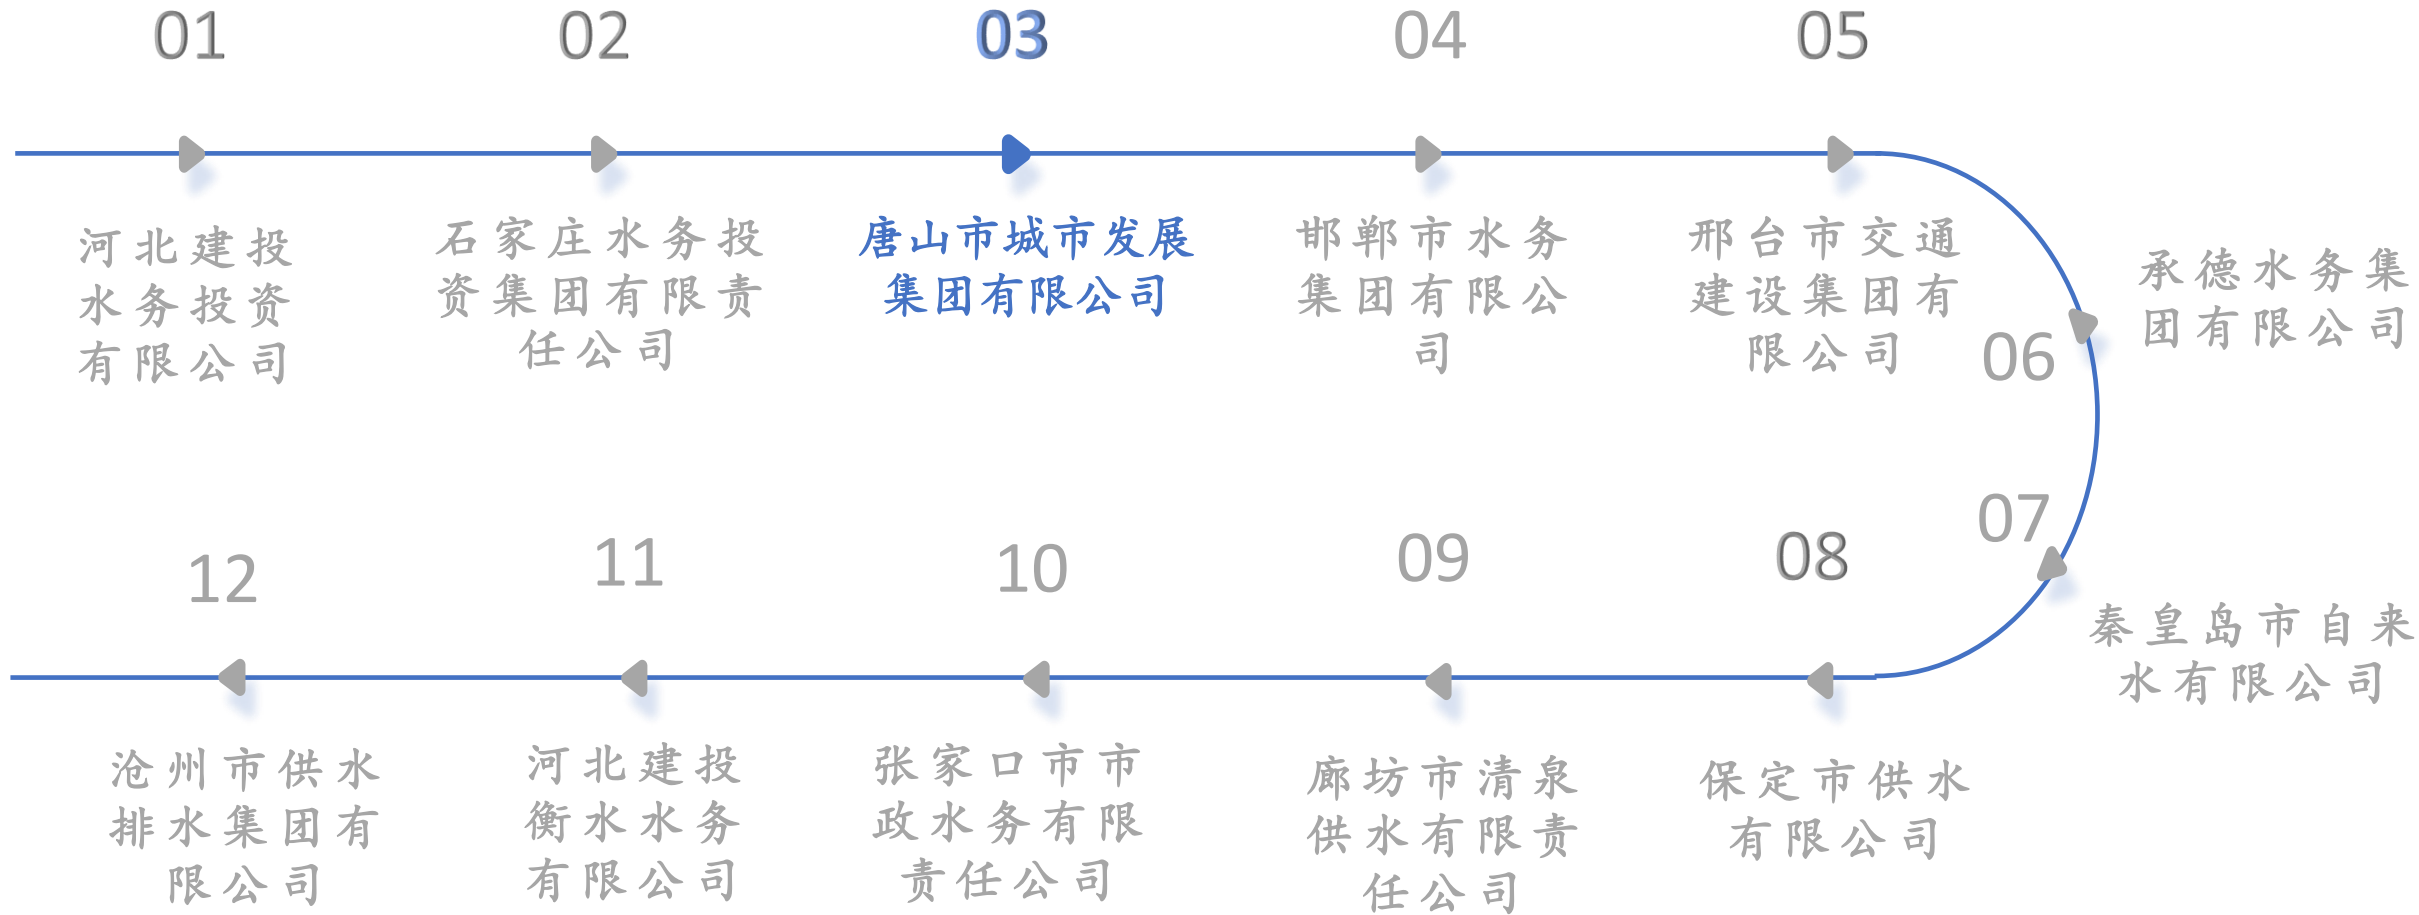 01
河北建投
水务投资
有限公司
02
石家庄水务投
资集团有限责
任公司
03
唐山市城市发展
集团有限公司
04
邯郸市水务
集团有限公
司
05
邢台市交通
建设集团有
限公司
06
承德水务集
团有限公司
07
秦皇岛市自来
水有限公司
08
保定市供水
有限公司
09
廊坊市清泉
供水有限责
任公司
10
张家口市市
政水务有限
责任公司
11
河北建投
衡水水务
有限公司
12
沧州市供水
排水集团有
限公司